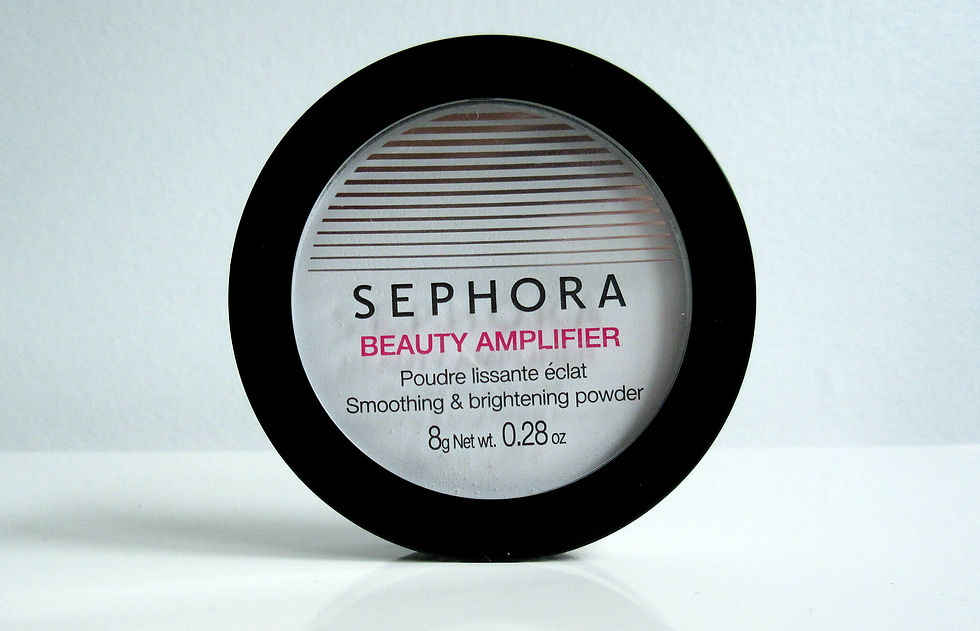 SEPHORA
BEAUTY AMPLIFIER
Poudre lissante éclat
Smoothing & brightening powder
8g Net wt. 0.28 oz